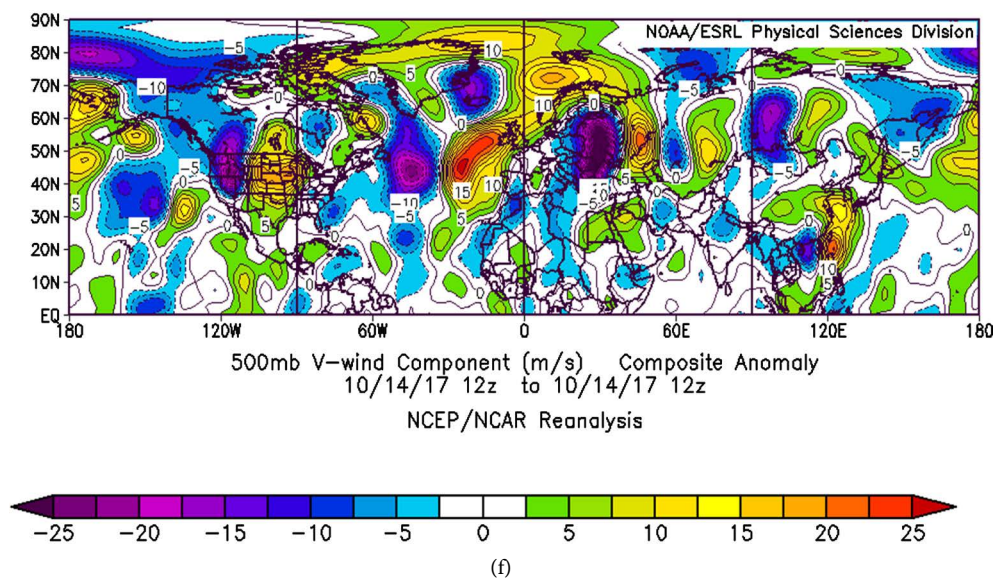 NOAA/ESRL Physical Sciences Division
90N
80N
70N
60N
50N
40N
30N
20N
10N
EQ
180 120W 60W 0 60E 120E 180
500mb V-wind Component (m/s) Composite Anomaly
10/14/17 12z to 10/14/17 12z
NCEP/NCAR Reanalysis
-25 -20 -15 -10 -5 0 5 10 15 20 25
(f)